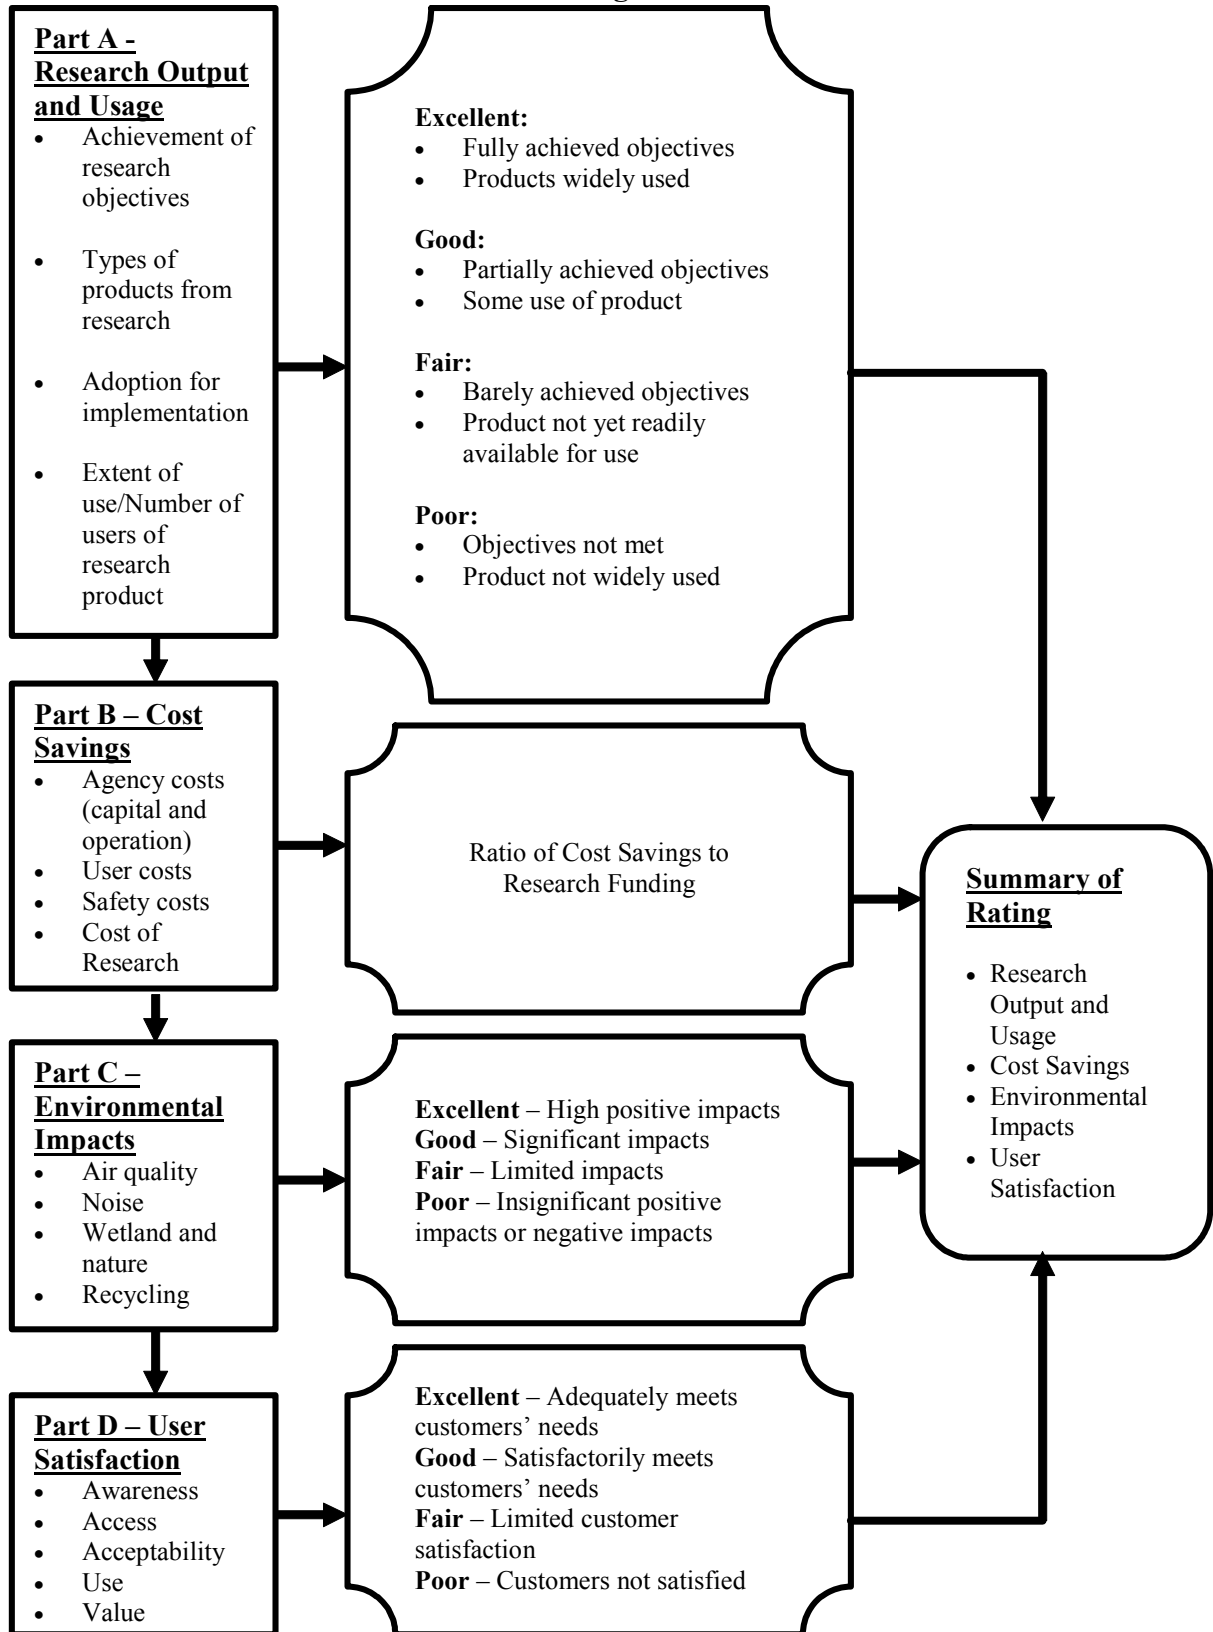 Part A -
Research Output
and Usage
• Achievement of
research
objectives
• Types of
products from
research
• Adoption for
implementation
• Extent of
use/Number of
users of
research
product
Excellent:
• Fully achieved objectives
• Products widely used
Good:
• Partially achieved objectives
• Some use of product
Fair:
• Barely achieved objectives
• Product not yet readily
available for use
Poor:
• Objectives not met
• Product not widely used
Part B – Cost
Savings
• Agency costs
(capital and
operation)
• User costs
• Safety costs
• Cost of
Research
Ratio of Cost Savings to
Research Funding
Part C –
Environmental
Impacts
• Air quality
• Noise
• Wetland and
nature
• Recycling
Excellent – High positive impacts
Good – Significant impacts
Fair – Limited impacts
Poor – Insignificant positive
impacts or negative impacts
Part D – User
Satisfaction
• Awareness
• Access
• Acceptability
• Use
• Value
Excellent – Adequately meets
customers’ needs
Good – Satisfactorily meets
customers’ needs
Fair – Limited customer
satisfaction
Poor – Customers not satisfied
Summary of
Rating
• Research
Output and
Usage
• Cost Savings
• Environmental
Impacts
• User
Satisfaction